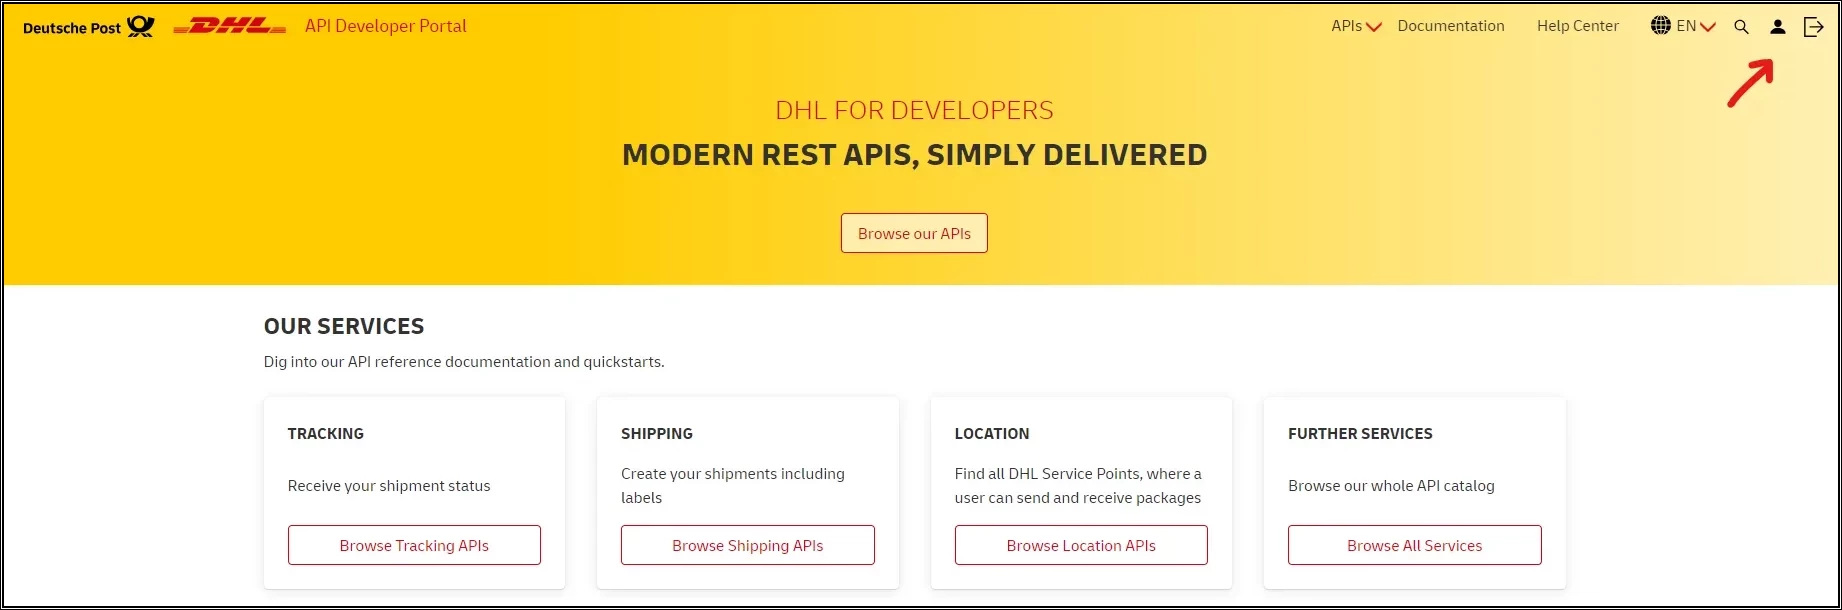 Deutsche Post DHL API Developer Portal APIs Documentation Help Center EN
DHL FOR DEVELOPERS
MODERN REST APIS, SIMPLY DELIVERED
Browse our APIs
OUR SERVICES
Dig into our API reference documentation and quickstarts.
TRACKING
Receive your shipment status
Browse Tracking APIs
SHIPPING
Create your shipments including
labels
Browse Shipping APIs
LOCATION
Find all DHL Service Points, where a
user can send and receive packages
Browse Location APIs
FURTHER SERVICES
Browse our whole API catalog
Browse All Services